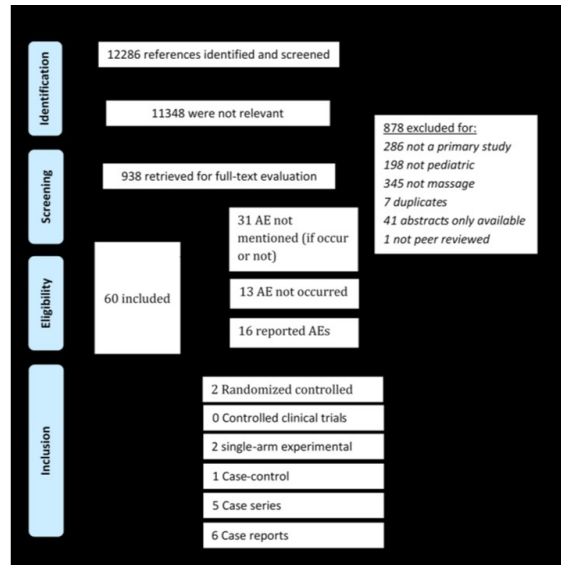 Identification
12286 references identified and screened
11348 were not relevant
878 excluded for:
286 not a primary study
198 not pediatric
345 not massage
7 duplicates
41 abstracts only available
1 not peer reviewed
Screening
938 retrieved for full-text evaluation
Eligibility
60 included
31 AE not
mentioned (if occur
or not)
13 AE not occurred
16 reported AEs
Inclusion
2 Randomized controlled
0 Controlled clinical trials
2 single-arm experimental
1 Case-control
5 Case series
6 Case reports